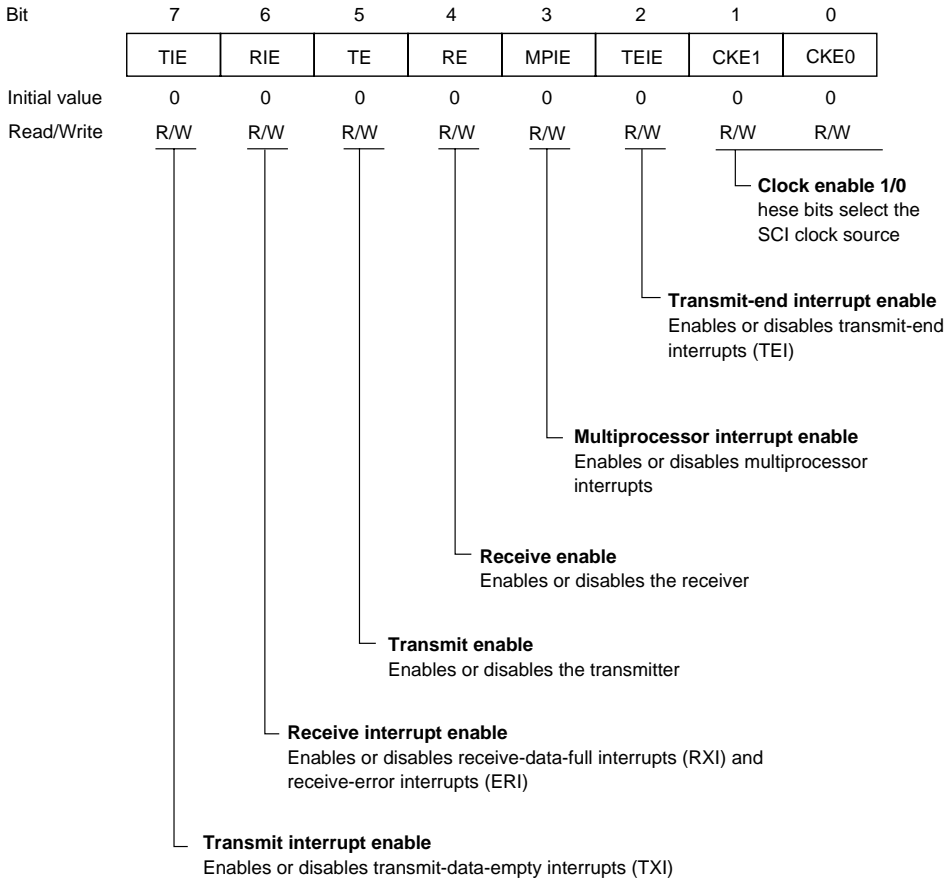 Bit 7 6 5 4 3 2 1 0
TIE RIE TE RE MPIE TEIE CKE1 CKE0
Initial value 0 0 0 0 0 0 0 0
Read/Write R/W R/W R/W R/W R/W R/W R/W R/W
Clock enable 1/0
hese bits select the
SCI clock source
Transmit-end interrupt enable
Enables or disables transmit-end
interrupts (TEI)
Multiprocessor interrupt enable
Enables or disables multiprocessor
interrupts
Receive enable
Enables or disables the receiver
Transmit enable
Enables or disables the transmitter
Receive interrupt enable
Enables or disables receive-data-full interrupts (RXI) and
receive-error interrupts (ERI)
Transmit interrupt enable
Enables or disables transmit-data-empty interrupts (TXI)